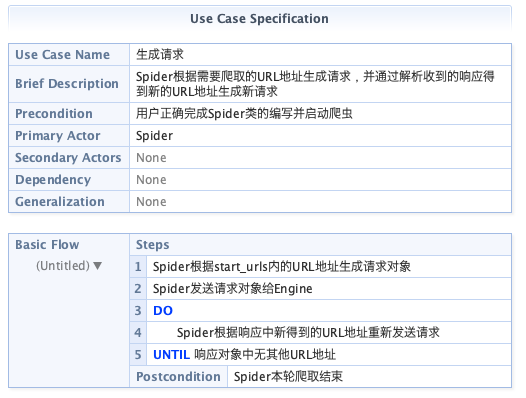 Use Case Specification
Use Case Name 生成请求
Brief Description Spider根据需要爬取的URL地址生成请求，并通过解析收到的响应得
到新的URL地址生成新请求
Precondition 用户正确完成Spider类的编写并启动爬虫
Primary Actor Spider
Secondary Actors None
Dependency None
Generalization None
Basic Flow Steps
(Untitled) ▼
1 Spider根据start_urls内的URL地址生成请求对象
2 Spider发送请求对象给Engine
3 DO
4 Spider根据响应中新得到的URL地址重新发送请求
5 UNTIL 响应对象中无其他URL地址
Postcondition Spider本轮爬取结束